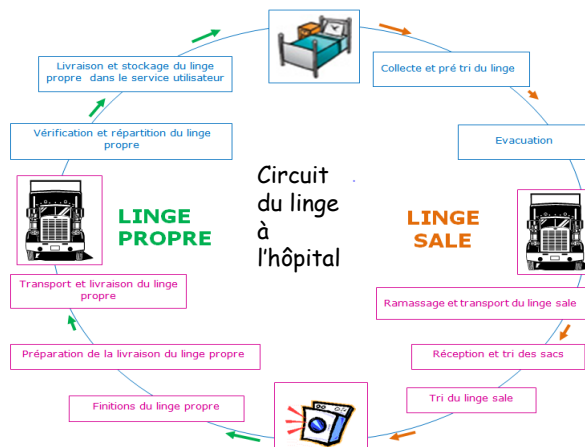 Livraison et stockage du linge
propre dans le service utilisateur
Collecte et pré tri du linge
Vérification et répartition du linge
propre
Evacuation
Circuit
du linge
à
l'hôpital
LINGE
PROPRE
LINGE
SALE
Transport et livraison du linge
propre
Ramassage et transport du linge sale
Préparation de la livraison du linge propre
Réception et tri des sacs
Finitions du linge propre
Tri du linge sale